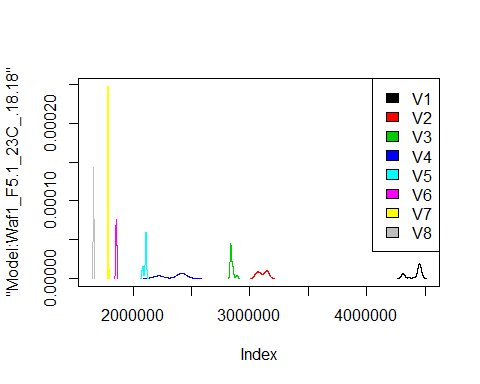 "Model:Waf1_F5.1_23C_.18.18"
0.00020
0.00010
0.00000
V1
V2
V3
V4
V5
V6
V7
V8
2000000 3000000 4000000
Index